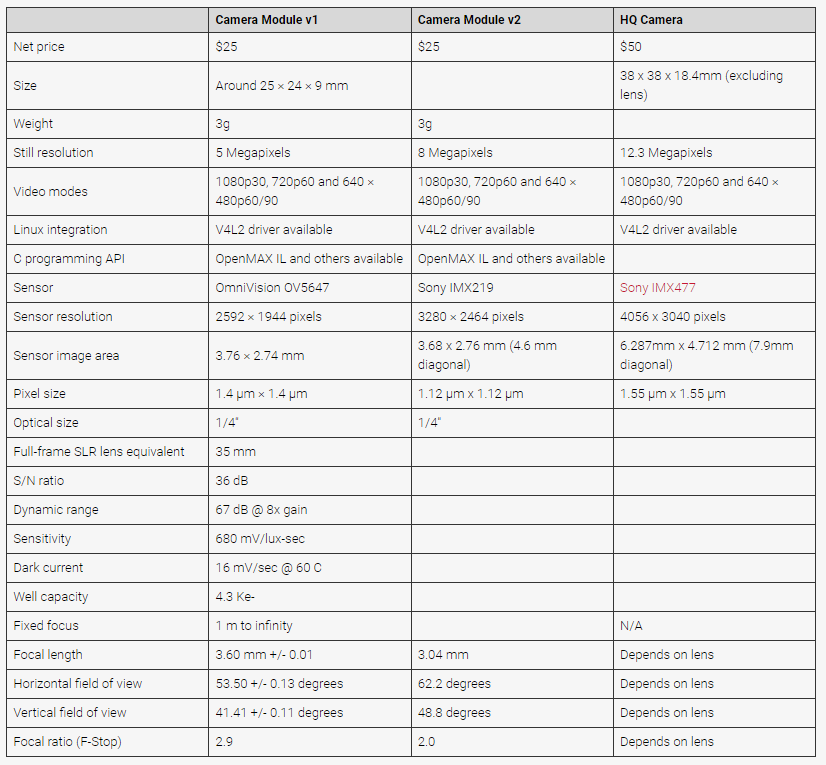 Camera Module v1 Camera Module v2 HQ Camera
Net price $25 $25 $50
Size Around 25 × 24 × 9 mm 38 x 38 x 18.4mm (excluding
lens)
Weight 3g 3g
Still resolution 5 Megapixels 8 Megapixels 12.3 Megapixels
Video modes 1080p30, 720p60 and 640 × 1080p30, 720p60 and 640 × 1080p30, 720p60 and 640 ×
480p60/90 480p60/90 480p60/90
Linux integration V4L2 driver available V4L2 driver available V4L2 driver available
C programming API OpenMAX IL and others available OpenMAX IL and others available
Sensor OmniVision OV5647 Sony IMX219 Sony IMX477
Sensor resolution 2592 × 1944 pixels 3280 × 2464 pixels 4056 x 3040 pixels
Sensor image area 3.76 × 2.74 mm 3.68 x 2.76 mm (4.6 mm 6.287mm x 4.712 mm (7.9mm
diagonal) diagonal)
Pixel size 1.4 µm × 1.4 µm 1.12 µm x 1.12 µm 1.55 µm x 1.55 µm
Optical size 1/4" 1/4"
Full-frame SLR lens equivalent 35 mm
S/N ratio 36 dB
Dynamic range 67 dB @ 8x gain
Sensitivity 680 mV/lux-sec
Dark current 16 mV/sec @ 60 C
Well capacity 4.3 Ke-
Fixed focus 1 m to infinity N/A
Focal length 3.60 mm +/- 0.01 3.04 mm Depends on lens
Horizontal field of view 53.50 +/- 0.13 degrees 62.2 degrees Depends on lens
Vertical field of view 41.41 +/- 0.11 degrees 48.8 degrees Depends on lens
Focal ratio (F-Stop) 2.9 2.0 Depends on lens